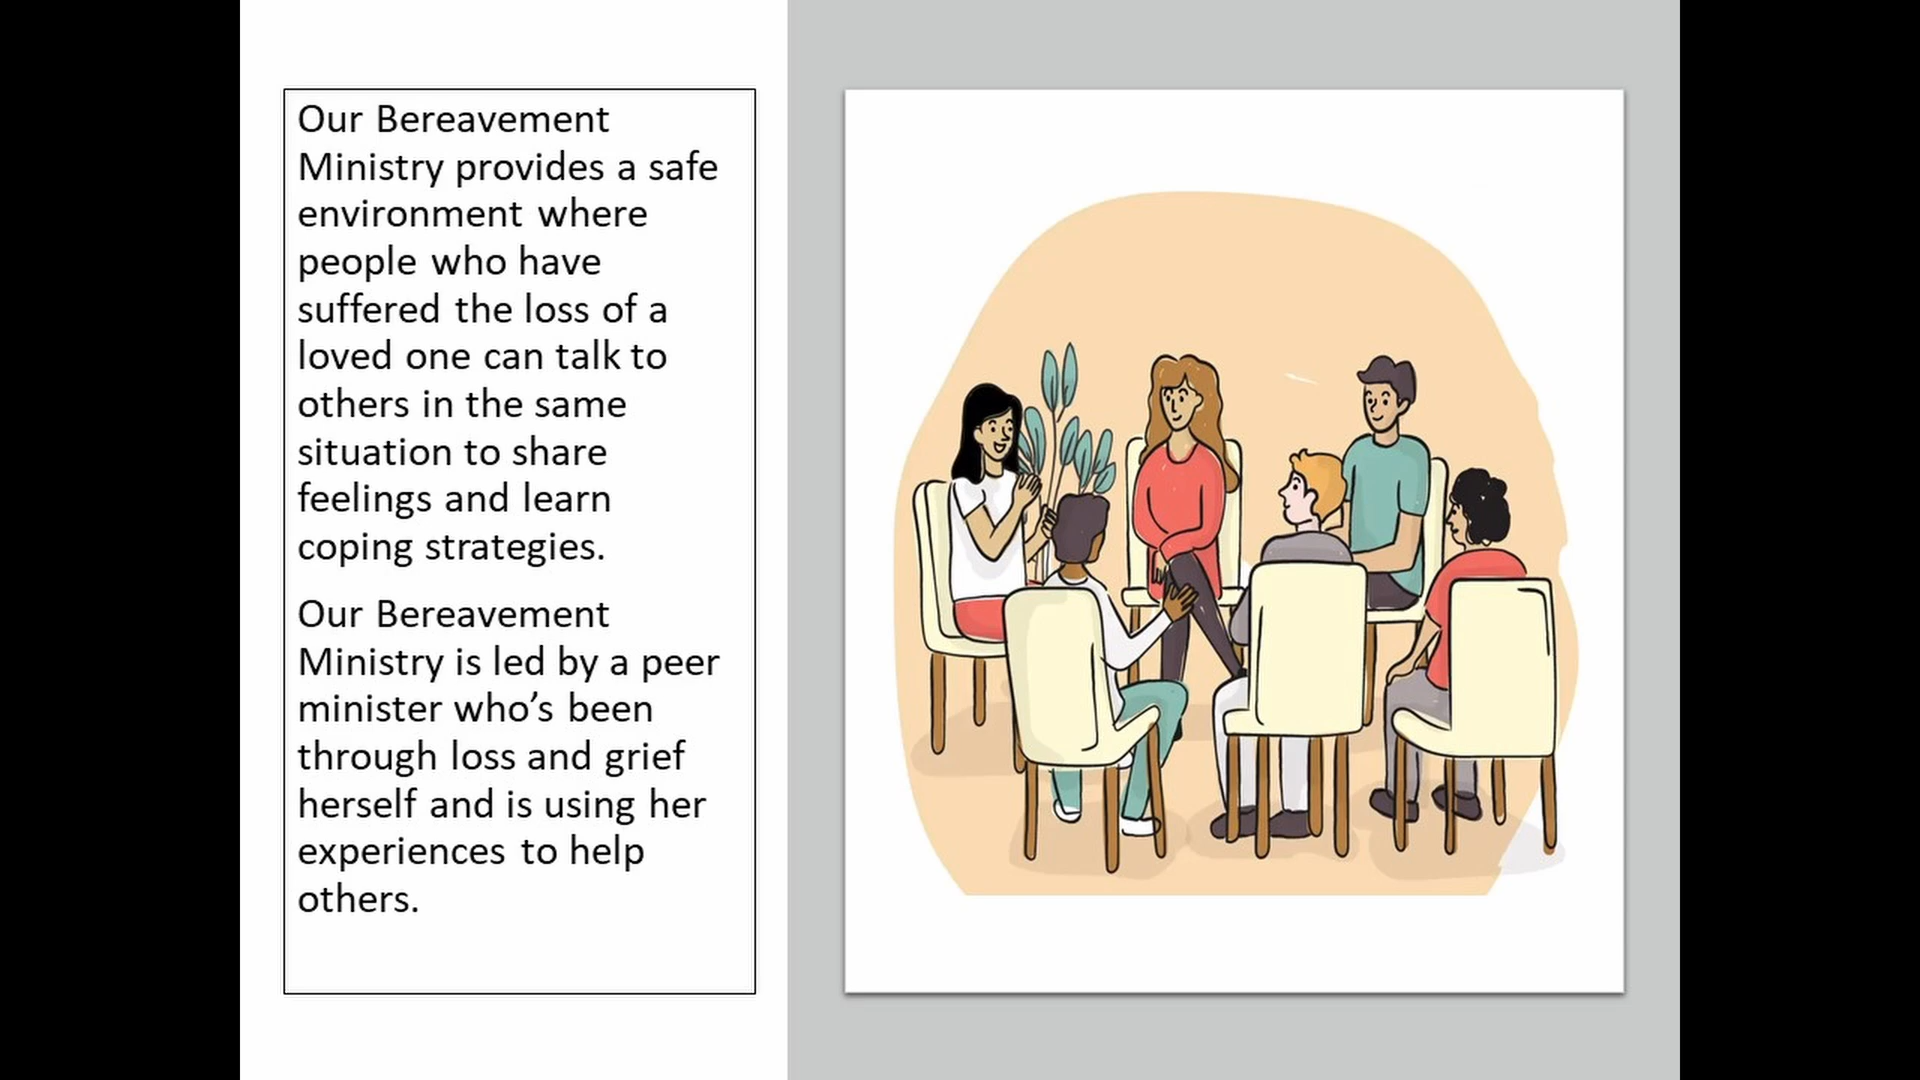 Our Bereavement
Ministry provides a safe
environment where
people who have
suffered the loss of a
loved one can talk to
others in the same
situation to share
feelings and learn
coping strategies.
Our Bereavement
Ministry is led by a peer
minister who’s been
through loss and grief
herself and is using her
experiences to help
others.